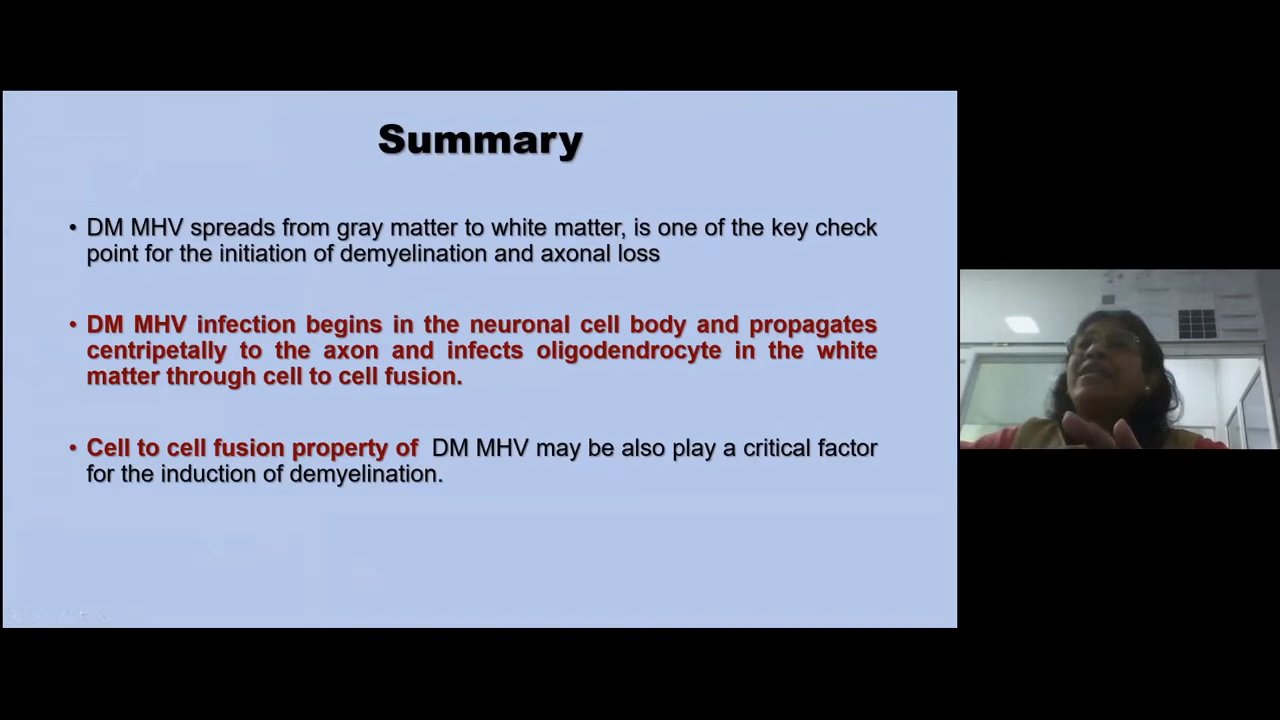 Summary
• DM MHV spreads from gray matter to white matter, is one of the key check
point for the initiation of demyelination and axonal loss
• DM MHV infection begins in the neuronal cell body and propagates
centripetally to the axon and infects oligodendrocyte in the white
matter through cell to cell fusion.
• Cell to cell fusion property of DM MHV may be also play a critical factor
for the induction of demyelination.